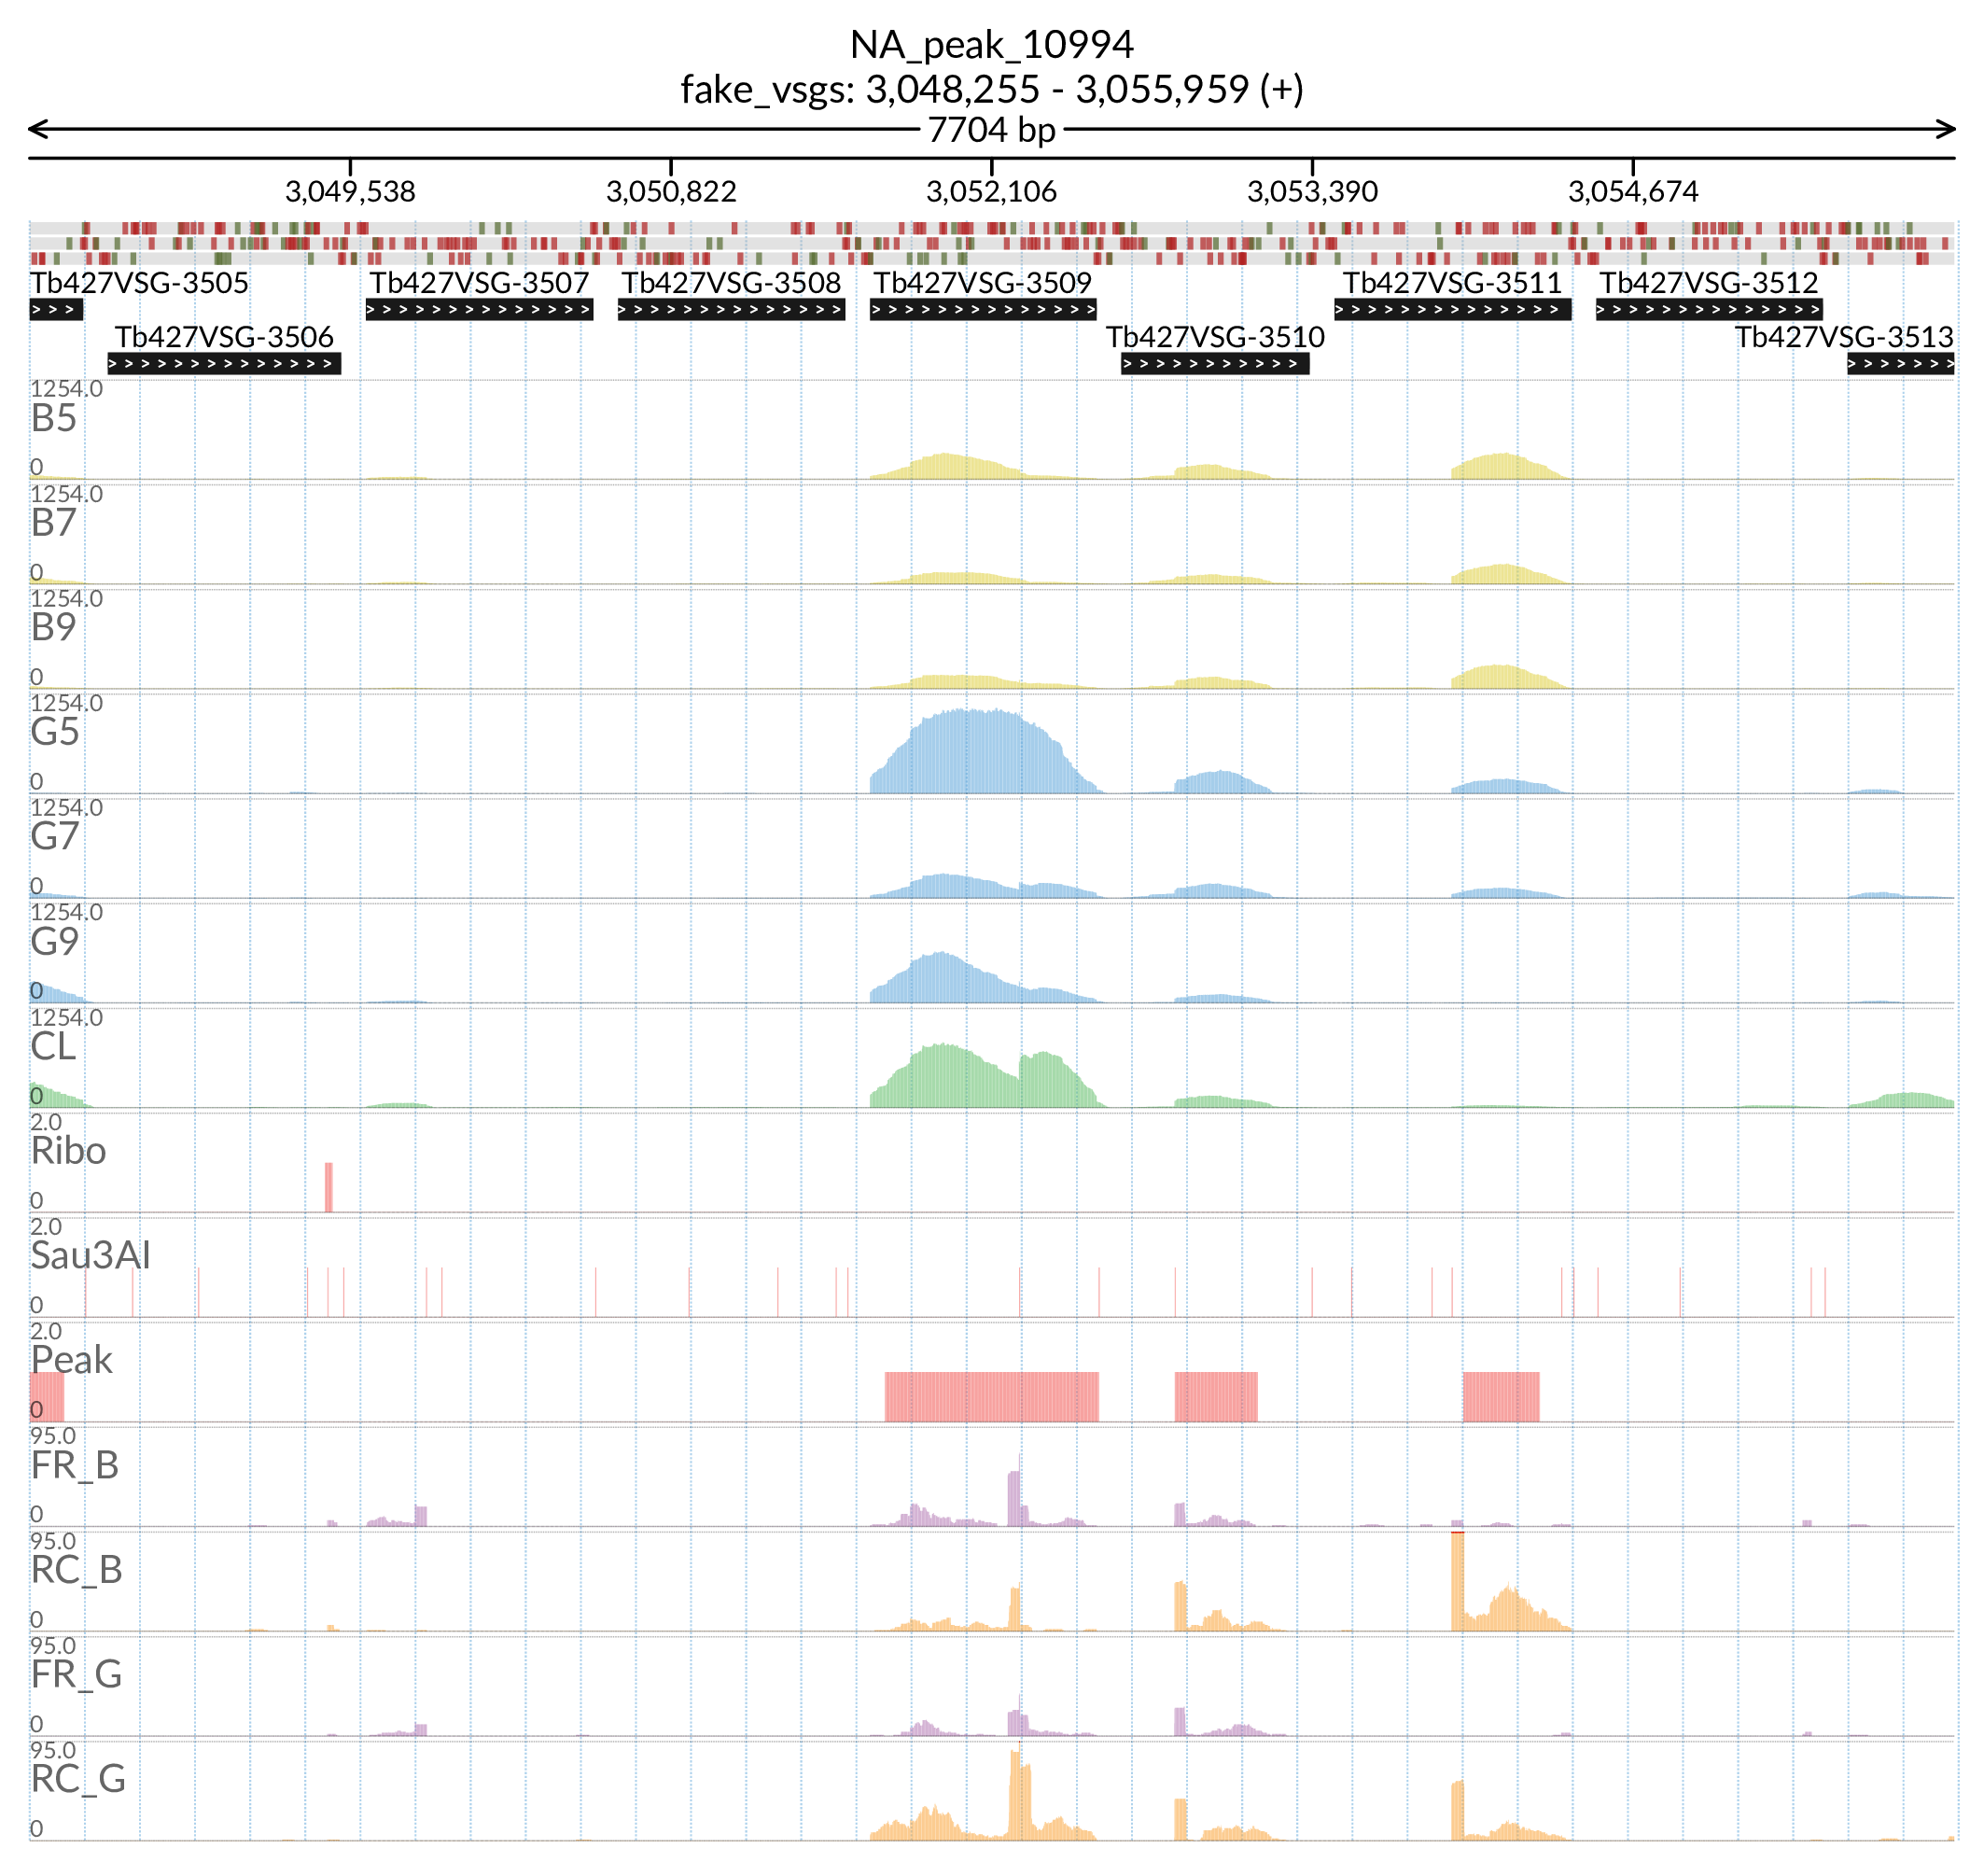 NA_peak_10994
fake_vsgs: 3,048,255 - 3,055,959 (+)
7704 bp
3,049,538 3,050,822 3,052,106 3,053,390 3,054,674
Tb427VSG-3505 Tb427VSG-3507 Tb427VSG-3508 Tb427VSG-3509 Tb427VSG-3511 Tb427VSG-3512
Tb427VSG-3506 Tb427VSG-3510 Tb427VSG-3513
1254.0
B5
0
1254.0
B7
0
1254.0
B9
0
1254.0
G5
0
1254.0
G7
0
1254.0
G9
0
1254.0
CL
0
2.0
Ribo
0
2.0
Sau3AI
0
2.0
Peak
0
95.0
FR_B
0
95.0
RC_B
0
95.0
FR_G
0
95.0
RC_G
0